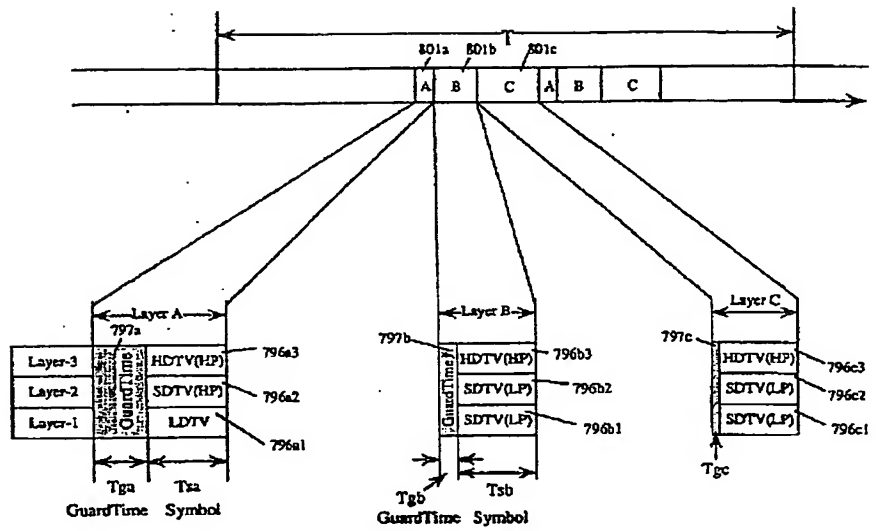 T
801a 801b 801c
A B C A B C
Layer A
797a
Layer-3 HDTV(HP) 796a3
Layer-2 SDTV(HP) 796a2
Layer-1 LDTV 796a1
GuardTime
Tga Tsa
GuardTime Symbol
Layer B
797b
HDTV(HP) 796b3
SDTV(LP) 796b2
SDTV(LP) 796b1
GuardTime
Tgb Tsb
GuardTime Symbol
Layer C
797c
HDTV(HP) 796c3
SDTV(LP) 796c2
SDTV(LP) 796c1
Tgc